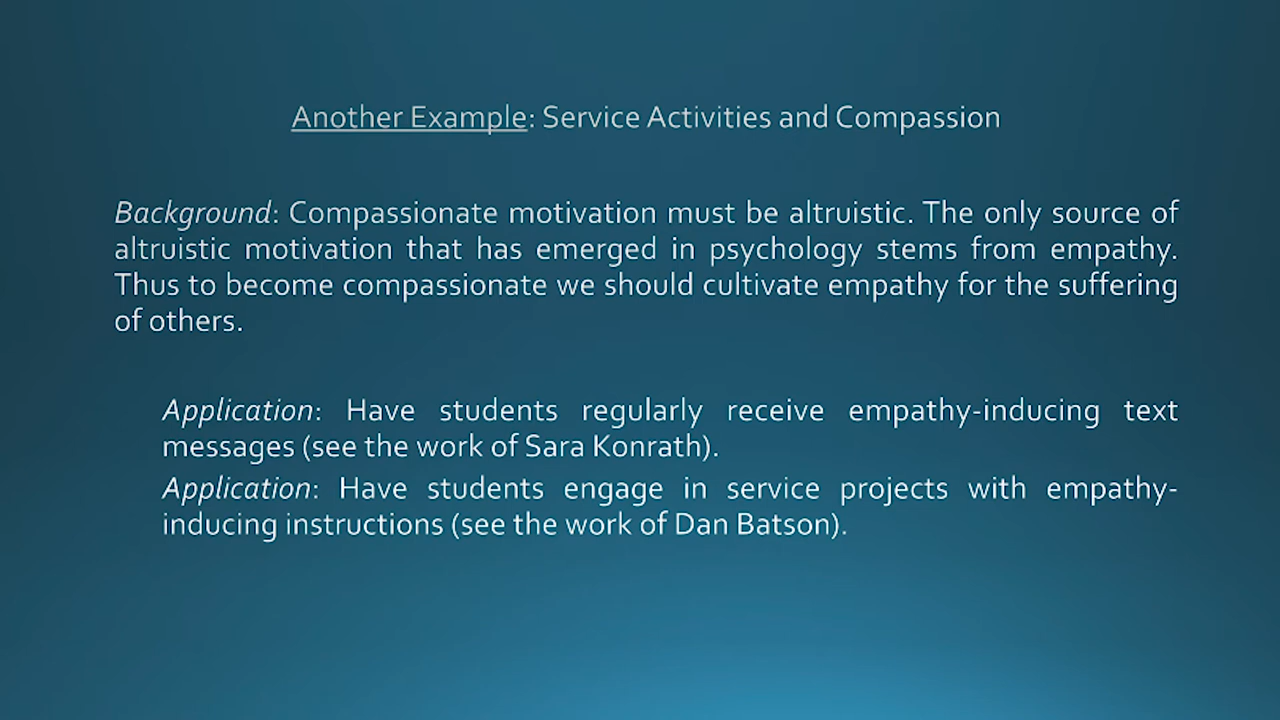 Another Example: Service Activities and Compassion
Background: Compassionate motivation must be altruistic. The only source of
altruistic motivation that has emerged in psychology stems from empathy.
Thus to become compassionate we should cultivate empathy for the suffering
of others.
Application: Have students regularly receive empathy-inducing text
messages (see the work of Sara Konrath).
Application: Have students engage in service projects with empathy-
inducing instructions (see the work of Dan Batson).